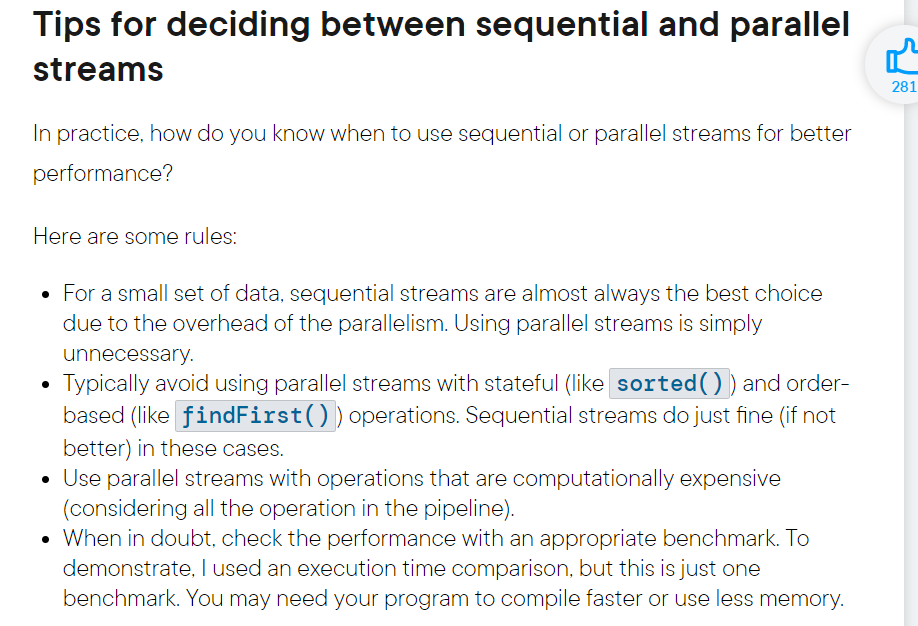 Tips for deciding between sequential and parallel
streams
281
In practice, how do you know when to use sequential or parallel streams for better
performance?
Here are some rules:
• For a small set of data, sequential streams are almost always the best choice
due to the overhead of the parallelism. Using parallel streams is simply
unnecessary.
• Typically avoid using parallel streams with stateful (like sorted()) and order-
based (like findFirst()) operations. Sequential streams do just fine (if not
better) in these cases.
• Use parallel streams with operations that are computationally expensive
(considering all the operation in the pipeline).
• When in doubt, check the performance with an appropriate benchmark. To
demonstrate, I used an execution time comparison, but this is just one
benchmark. You may need your program to compile faster or use less memory.